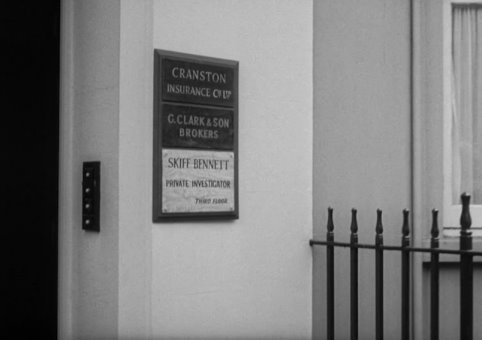 CRANSTON
INSURANCE Co LTD
G. CLARK & SON
BROKERS
SKIFF BENNETT
PRIVATE INVESTIGATOR
THIRD FLOOR